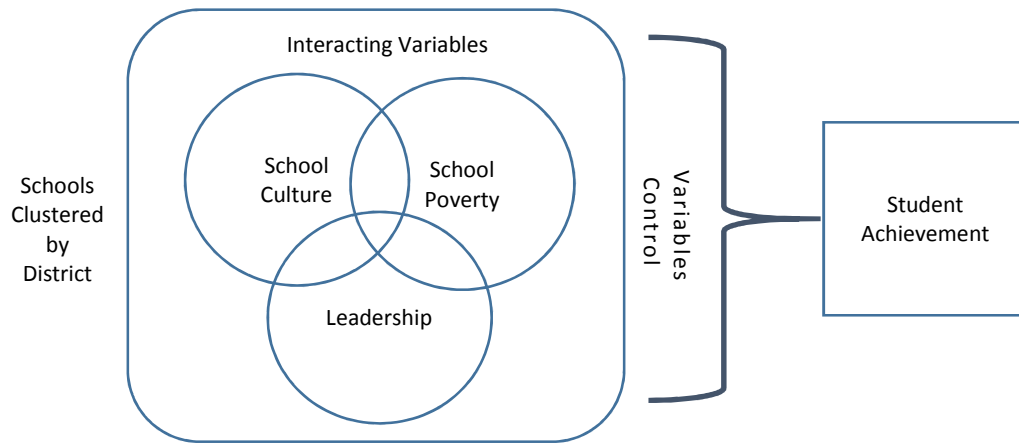 Interacting Variables
Schools
Clustered
by
District
School
Culture
School
Poverty
Leadership
Variables
Control
Student
Achievement